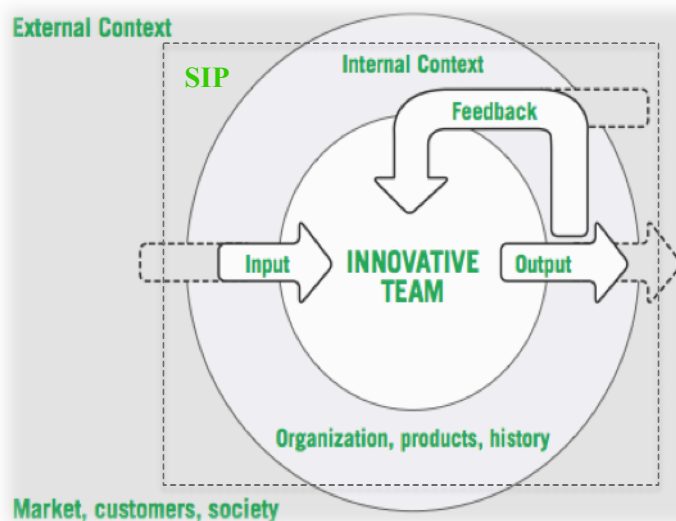 External Context
SIP
Internal Context
Feedback
Input
INNOVATIVE
TEAM
Output
Organization, products, history
Market, customers, society